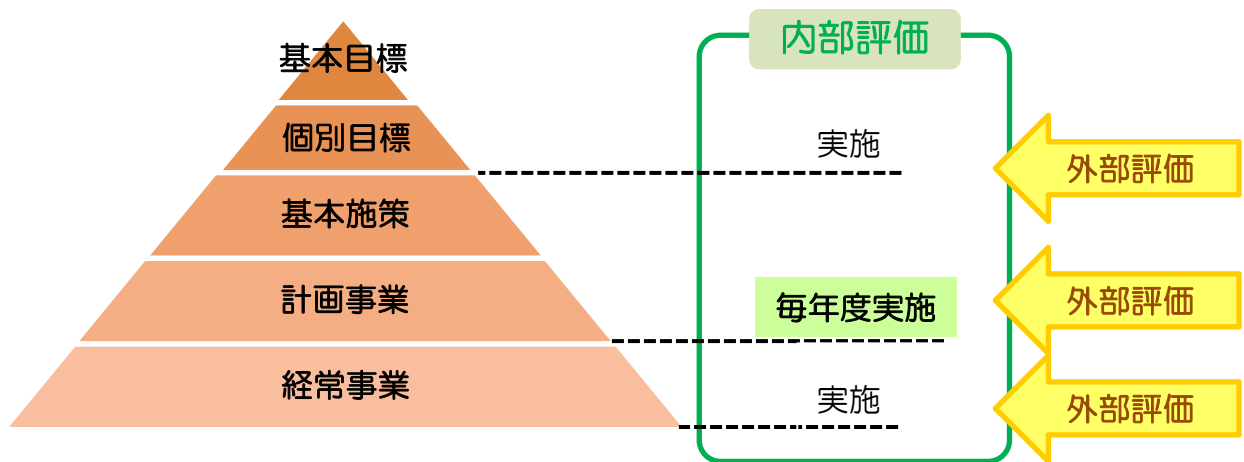 基本目標
個別目標
基本施策
計画事業
経常事業
内部評価
実施
毎年度実施
実施
外部評価
外部評価
外部評価